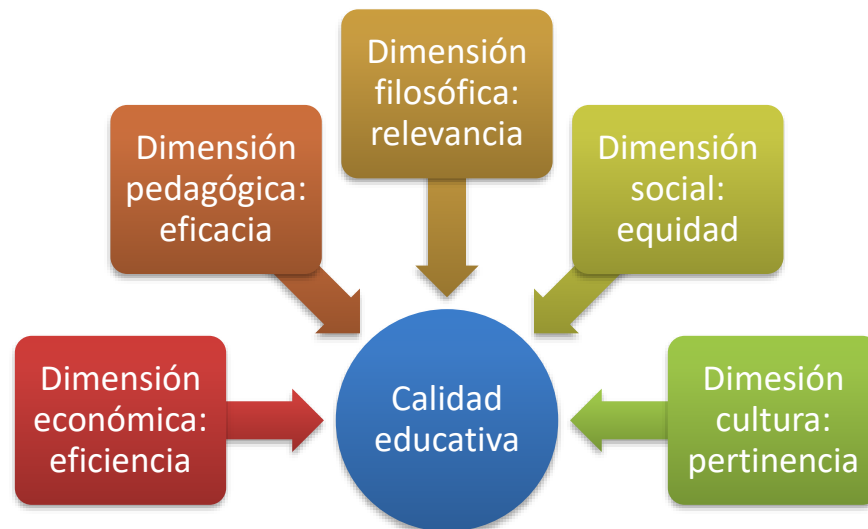 Dimensión
filosófica:
relevancia
Dimensión
pedagógica:
eficacia
Dimensión
social:
equidad
Dimensión
económica:
eficiencia
Calidad
educativa
Dimesión
cultura:
pertinencia